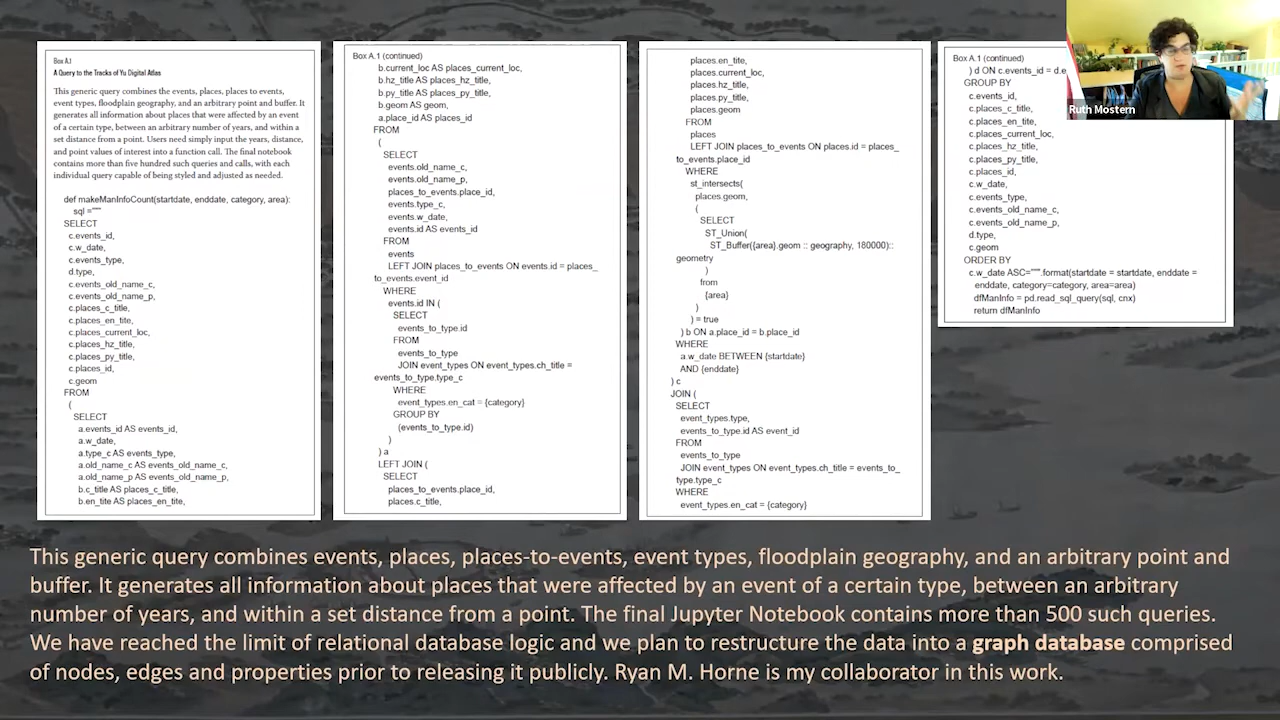 Box A.1
A Query to the Tracks of Yu Digital Atlas
This generic query combines the events, places, places to events,
event types, floodplain geography, and an arbitrary point and buffer. It
generates all information about places that were affected by an event
of a certain type, between an arbitrary number of years, and within a
set distance from a point. Users need simply input the years, distance,
and point values of interest into a function call. The final notebook
contains more than five hundred such queries and calls, with each
individual query capable of being styled and adjusted as needed.
def makeManInfoCount(startdate, enddate, category, area):
sql ="""
SELECT
c.events_id,
c.w_date,
c.events_type,
d.type,
c.events_old_name_c,
c.events_old_name_p,
c.places_c_title,
c.places_en_tite,
c.places_current_loc,
c.places_hz_title,
c.places_py_title,
c.places_id,
c.geom
FROM
(
SELECT
a.events_id AS events_id,
a.w_date,
a.type_c AS events_type,
a.old_name_c AS events_old_name_c,
a.old_name_p AS events_old_name_p,
b.c_title AS places_c_title,
b.en_tite AS places_en_tite,
Box A.1 (continued)
b.current_loc AS places_current_loc,
b.hz_title AS places_hz_title,
b.py_title AS places_py_title,
b.geom AS geom,
a.place_id AS places_id
FROM
(
SELECT
events.old_name_c,
events.old_name_p,
places_to_events.place_id,
events.type_c,
events.w_date,
events.id AS events_id
FROM
events
LEFT JOIN places_to_events ON events.id = places_
to_events.event_id
WHERE
events.id IN (
SELECT
events_to_type.id
FROM
events_to_type
JOIN event_types ON event_types.ch_title =
events_to_type.type_c
WHERE
event_types.en_cat = {category}
GROUP BY
(events_to_type.id)
)
) a
LEFT JOIN (
SELECT
places_to_events.place_id,
places.c_title,
places.en_tite,
places.current_loc,
places.hz_title,
places.py_title,
places.geom
FROM
places
LEFT JOIN places_to_events ON places.id = places_
to_events.place_id
WHERE
st_intersects(
places.geom,
(
SELECT
ST_Union(
ST_Buffer({area}.geom :: geography, 180000)::
geometry
)
from
{area}
)
) = true
) b ON a.place_id = b.place_id
WHERE
a.w_date BETWEEN {startdate}
AND {enddate}
) c
JOIN (
SELECT
event_types.type,
events_to_type.id AS event_id
FROM
events_to_type
JOIN event_types ON event_types.ch_title = events_to_
type.type_c
WHERE
event_types.en_cat = {category}
Box A.1 (continued)
) d ON c.events_id = d.e
GROUP BY
c.events_id,
c.places_c_title,
c.places_en_tite,
c.places_current_loc,
c.places_hz_title,
c.places_py_title,
c.places_id,
c.w_date,
c.events_type,
c.events_old_name_c,
c.events_old_name_p,
d.type,
c.geom
ORDER BY
c.w_date ASC=""".format(startdate = startdate, enddate =
enddate, category=category, area=area)
dfManInfo = pd.read_sql_query(sql, cnx)
return dfManInfo
Ruth Mostern
This generic query combines events, places, places-to-events, event types, floodplain geography, and an arbitrary point and
buffer. It generates all information about places that were affected by an event of a certain type, between an arbitrary
number of years, and within a set distance from a point. The final Jupyter Notebook contains more than 500 such queries.
We have reached the limit of relational database logic and we plan to restructure the data into a graph database comprised
of nodes, edges and properties prior to releasing it publicly. Ryan M. Horne is my collaborator in this work.